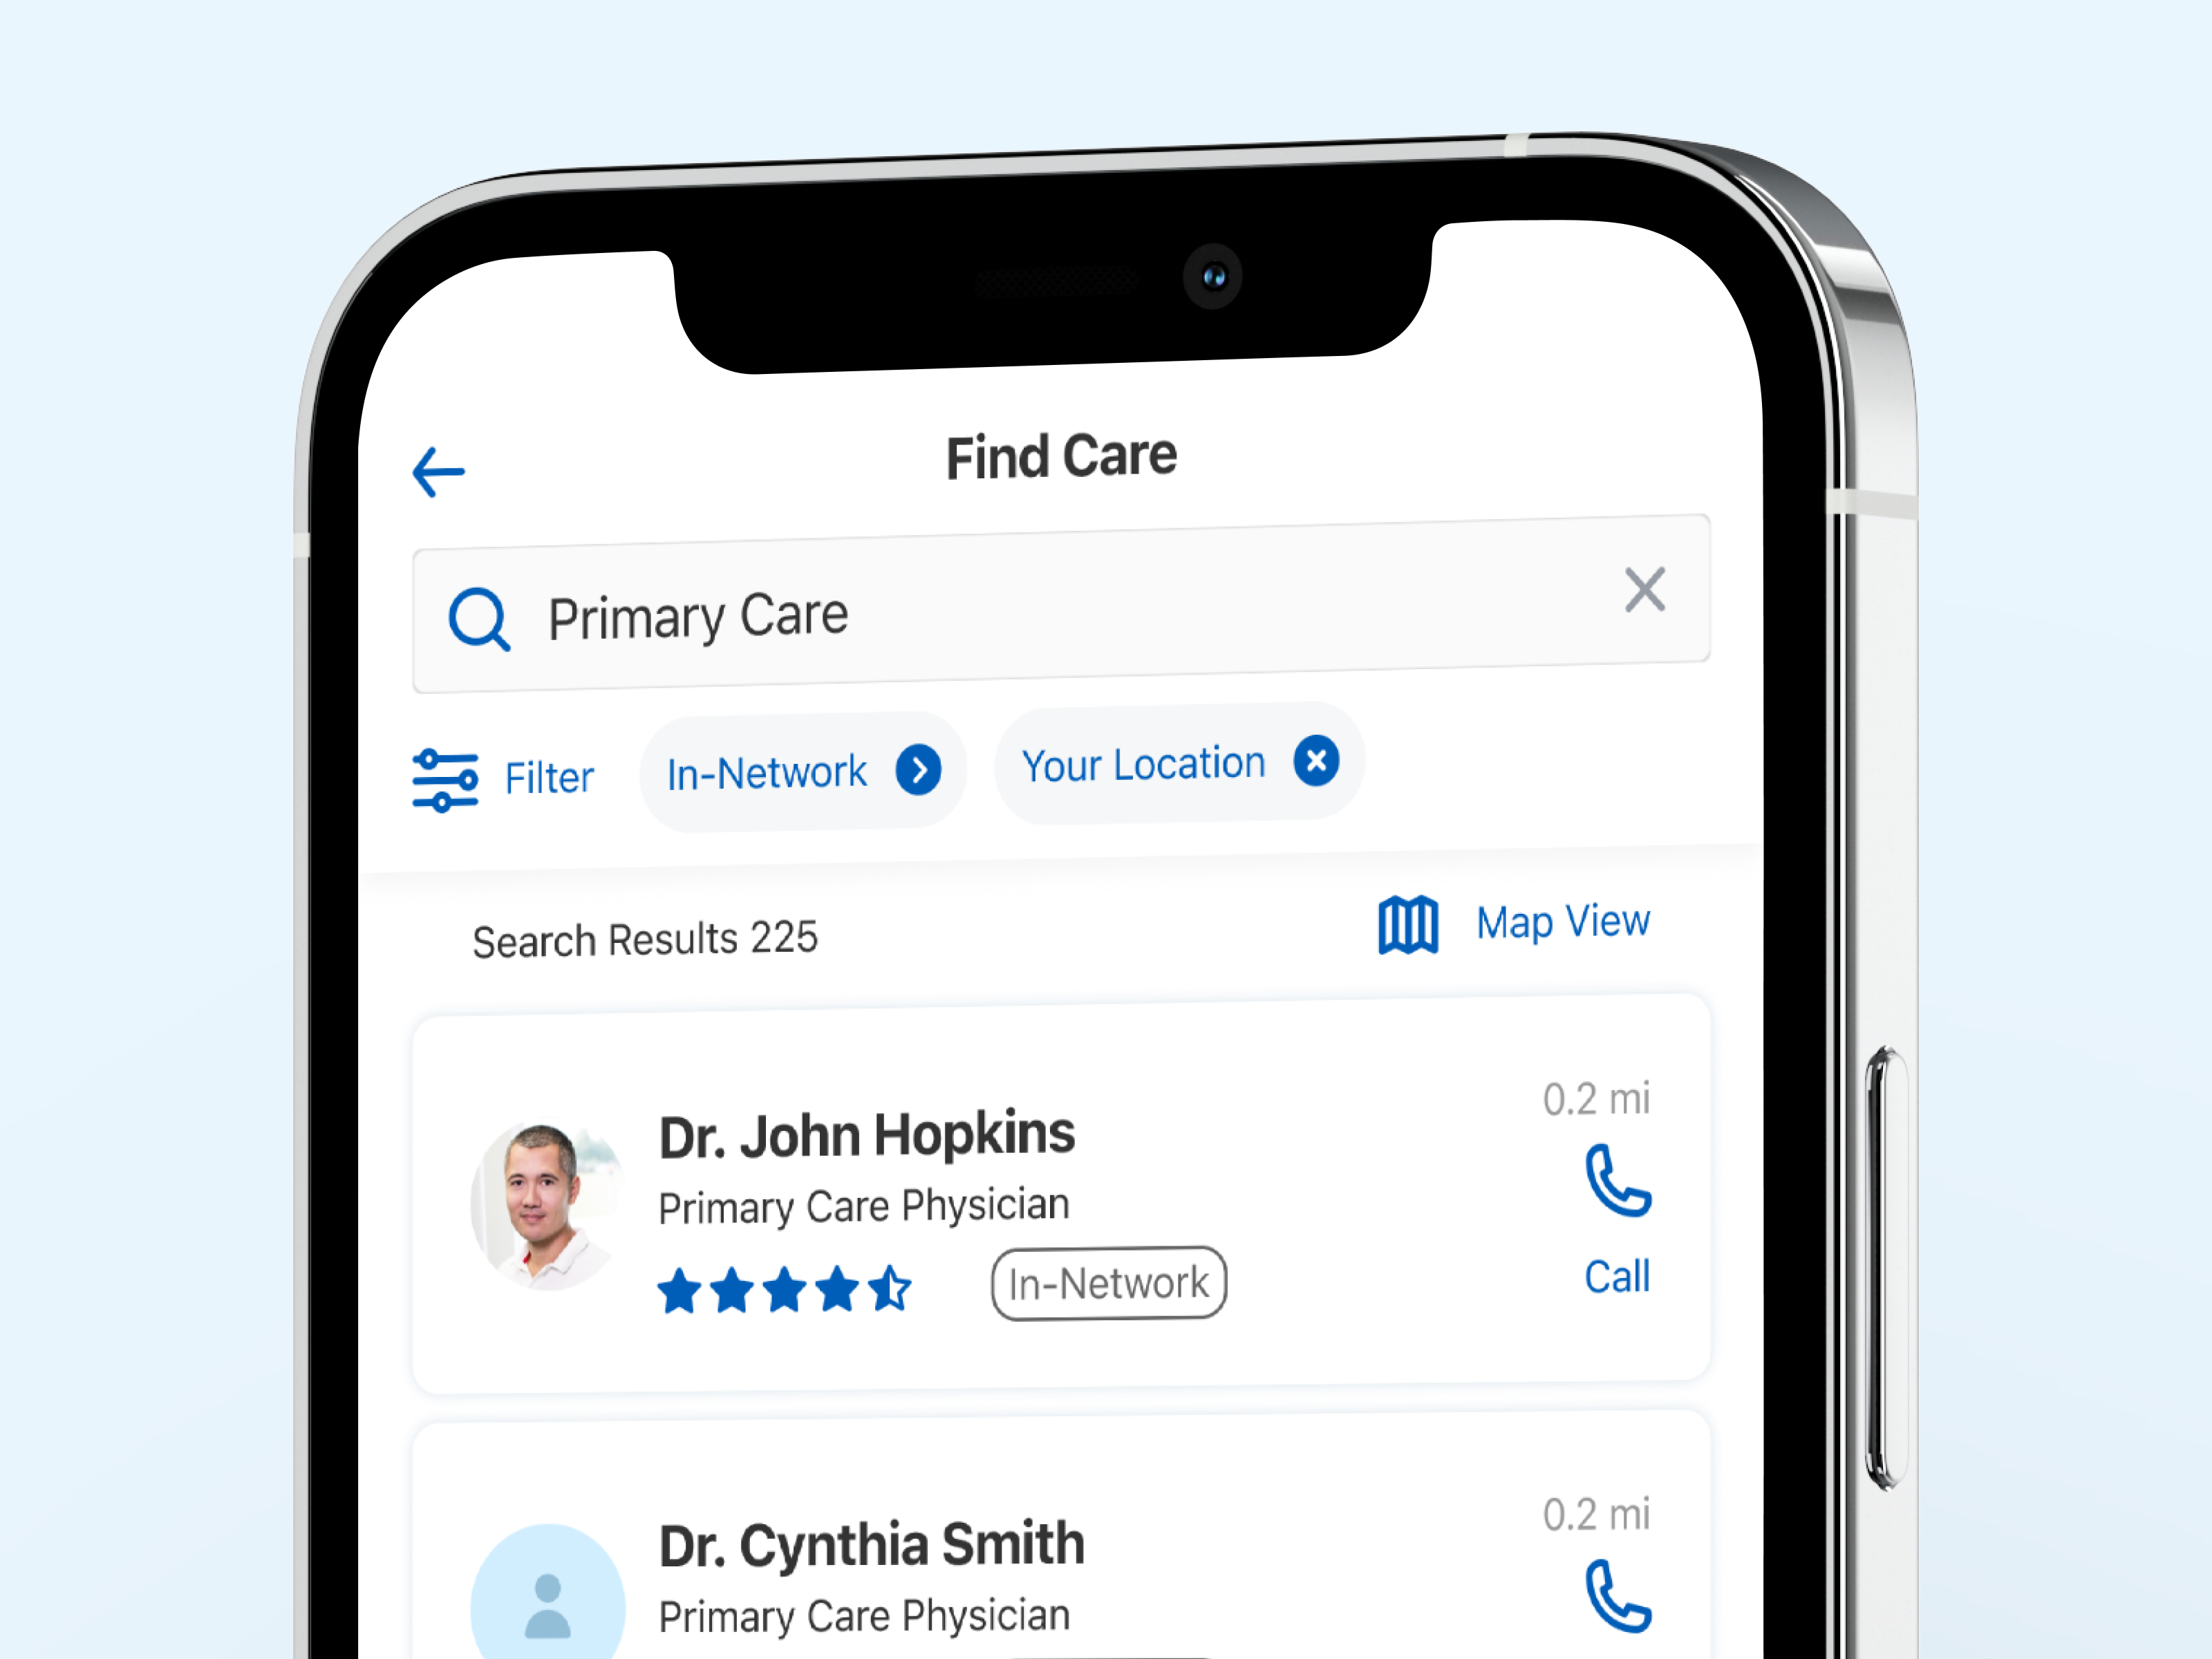 Find Care
Primary Care
Filter
In-Network
Your Location
Search Results 225
Map View
Dr. John Hopkins
0.2 mi
Primary Care Physician
In-Network
Call
Dr. Cynthia Smith
0.2 mi
Primary Care Physician